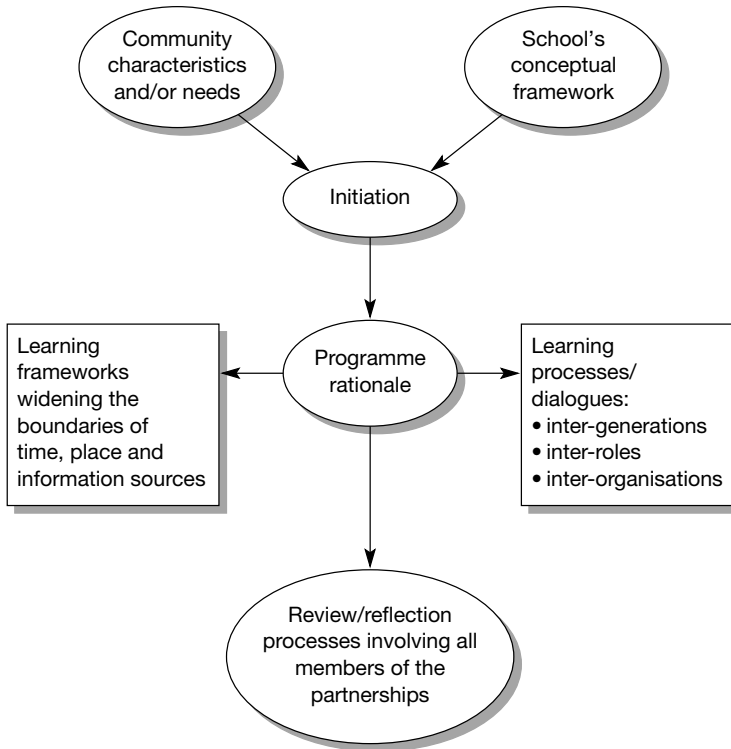 Community
characteristics
and/or needs
School’s
conceptual
framework
Initiation
Learning
frameworks
widening the
boundaries of
time, place and
information sources
Programme
rationale
Learning
processes/
dialogues:
• inter-generations
• inter-roles
• inter-organisations
Review/reflection
processes involving all
members of the
partnerships